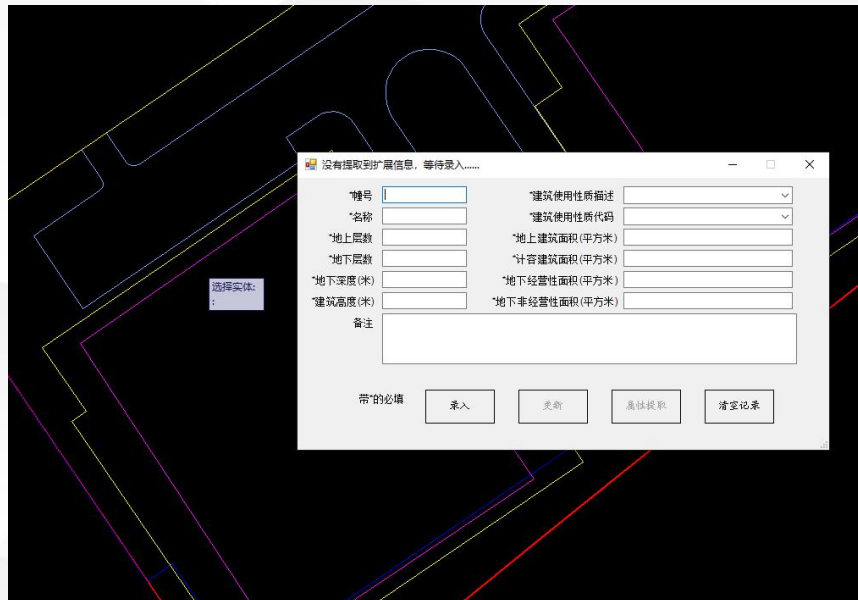 没有提取到扩展信息，等待录入......
*幢号
*建筑使用性质描述
*名称
*建筑使用性质代码
*地上层数
*地上建筑面积(平方米)
*地下层数
*计容建筑面积(平方米)
*地下深度(米)
*地下经营性面积(平方米)
*建筑高度(米)
*地下非经营性面积(平方米)
备注
选择实体:
:
带*的必填
录入
更新
属性提取
清空记录